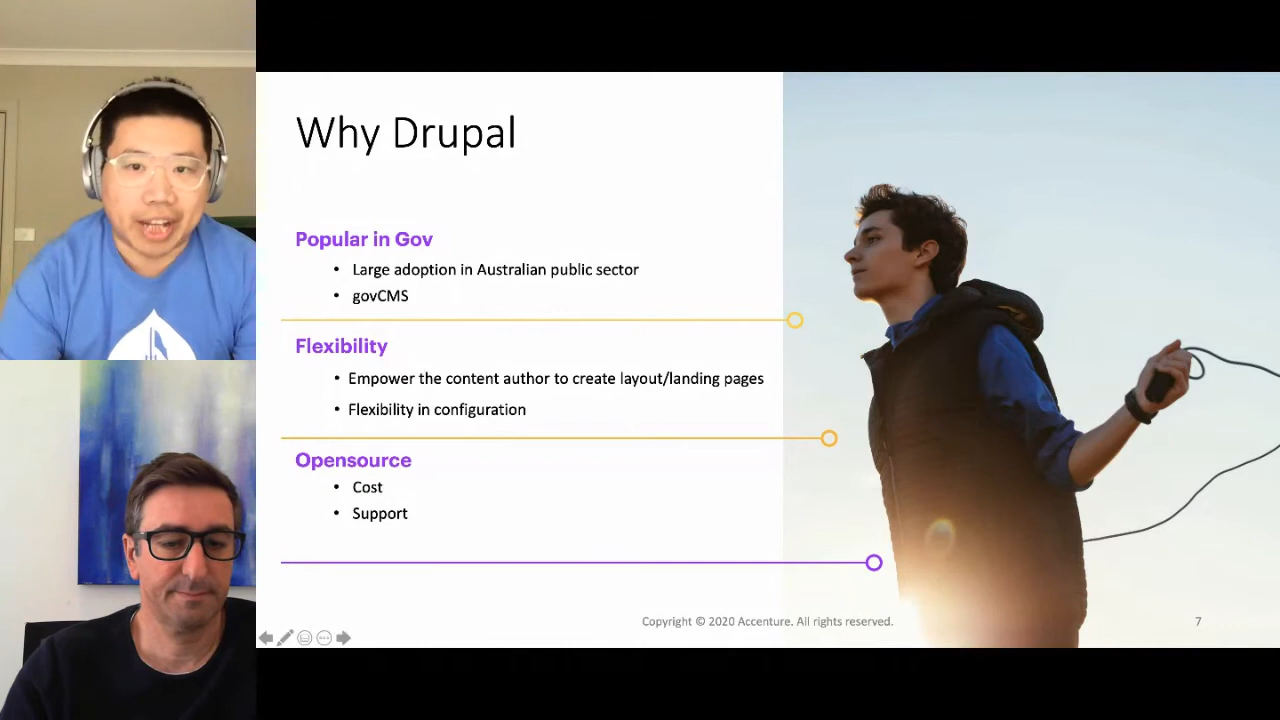 Why Drupal
Popular in Gov
• Large adoption in Australian public sector
• govCMS
Flexibility
• Empower the content author to create layout/landing pages
• Flexibility in configuration
Opensource
• Cost
• Support
Copyright © 2020 Accenture. All rights reserved.
7